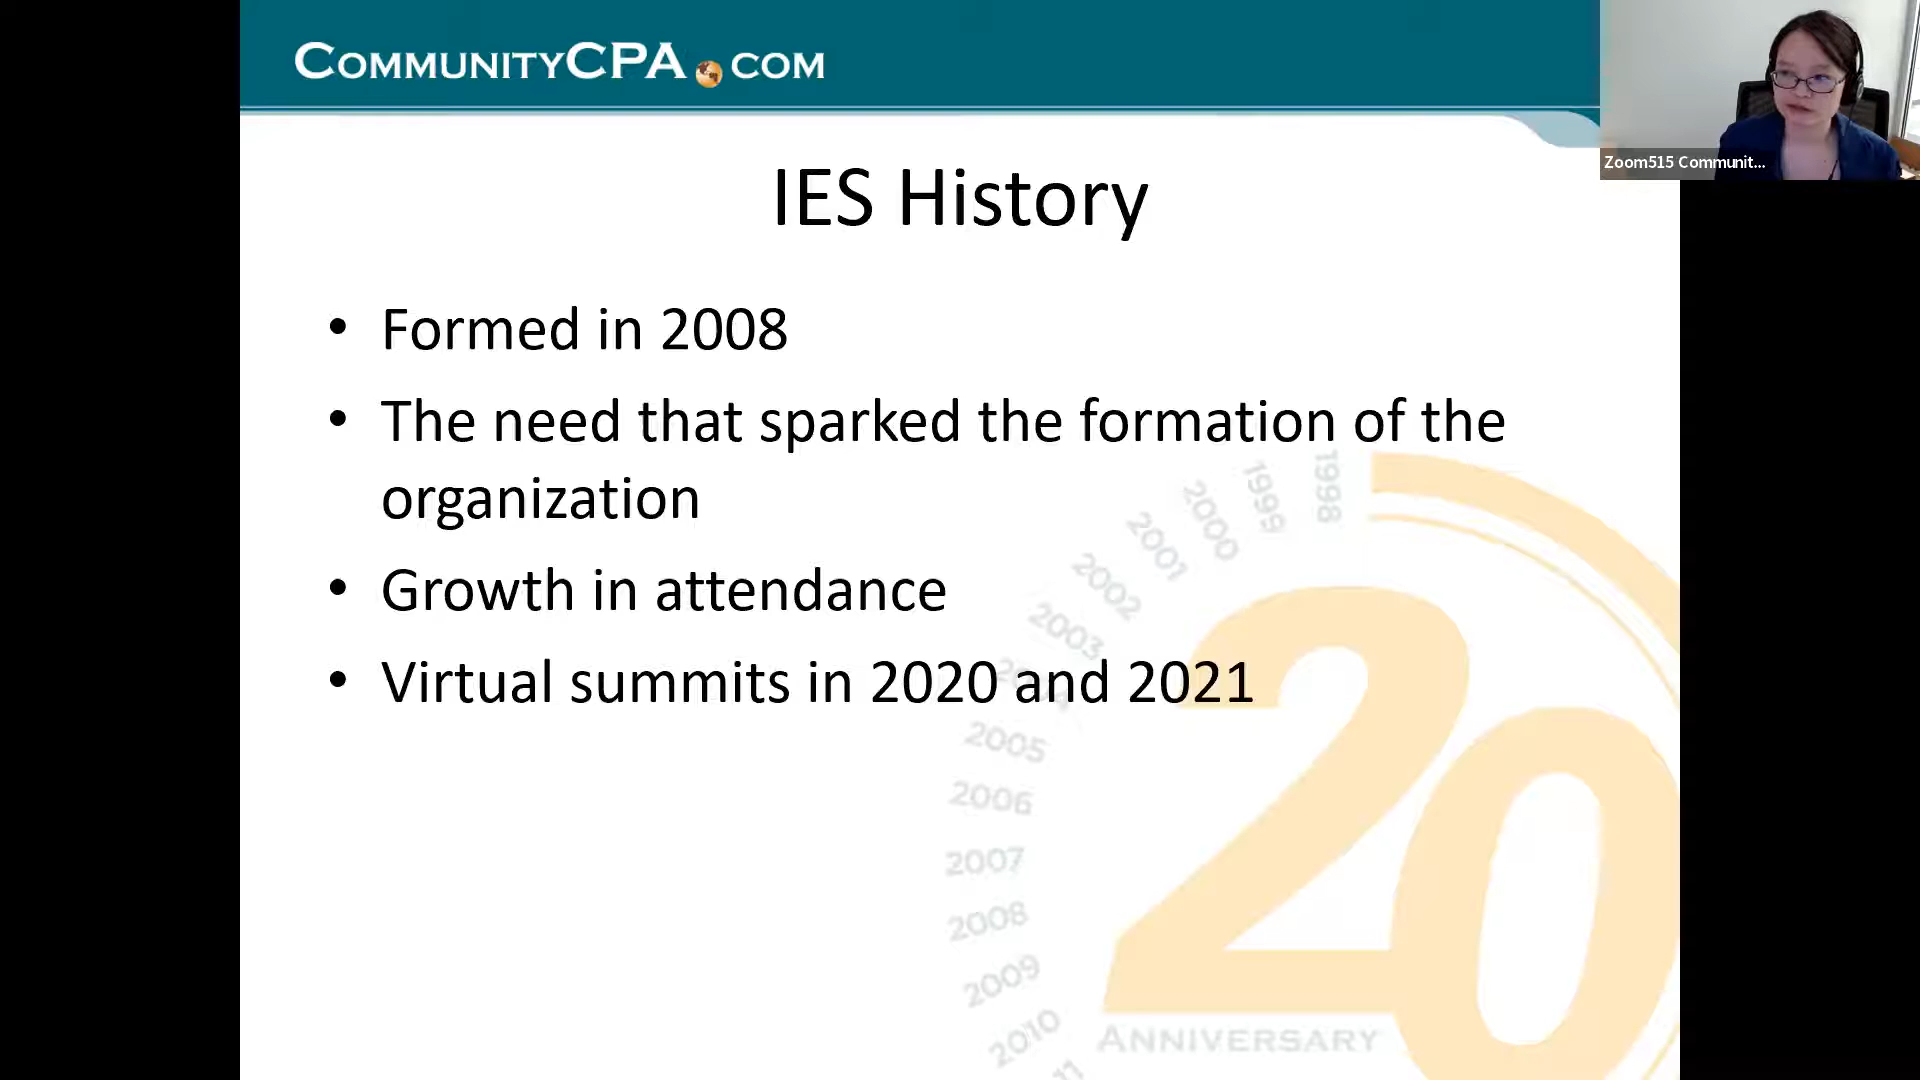 COMMUNITYCPA.COM
Zoom515 Communit...
IES History
• Formed in 2008
• The need that sparked the formation of the
organization
• Growth in attendance
• Virtual summits in 2020 and 2021
1998
1999
2000
2001
2002
2003
2005
2006
2007
2008
2009
2010
20
ANNIVERSARY